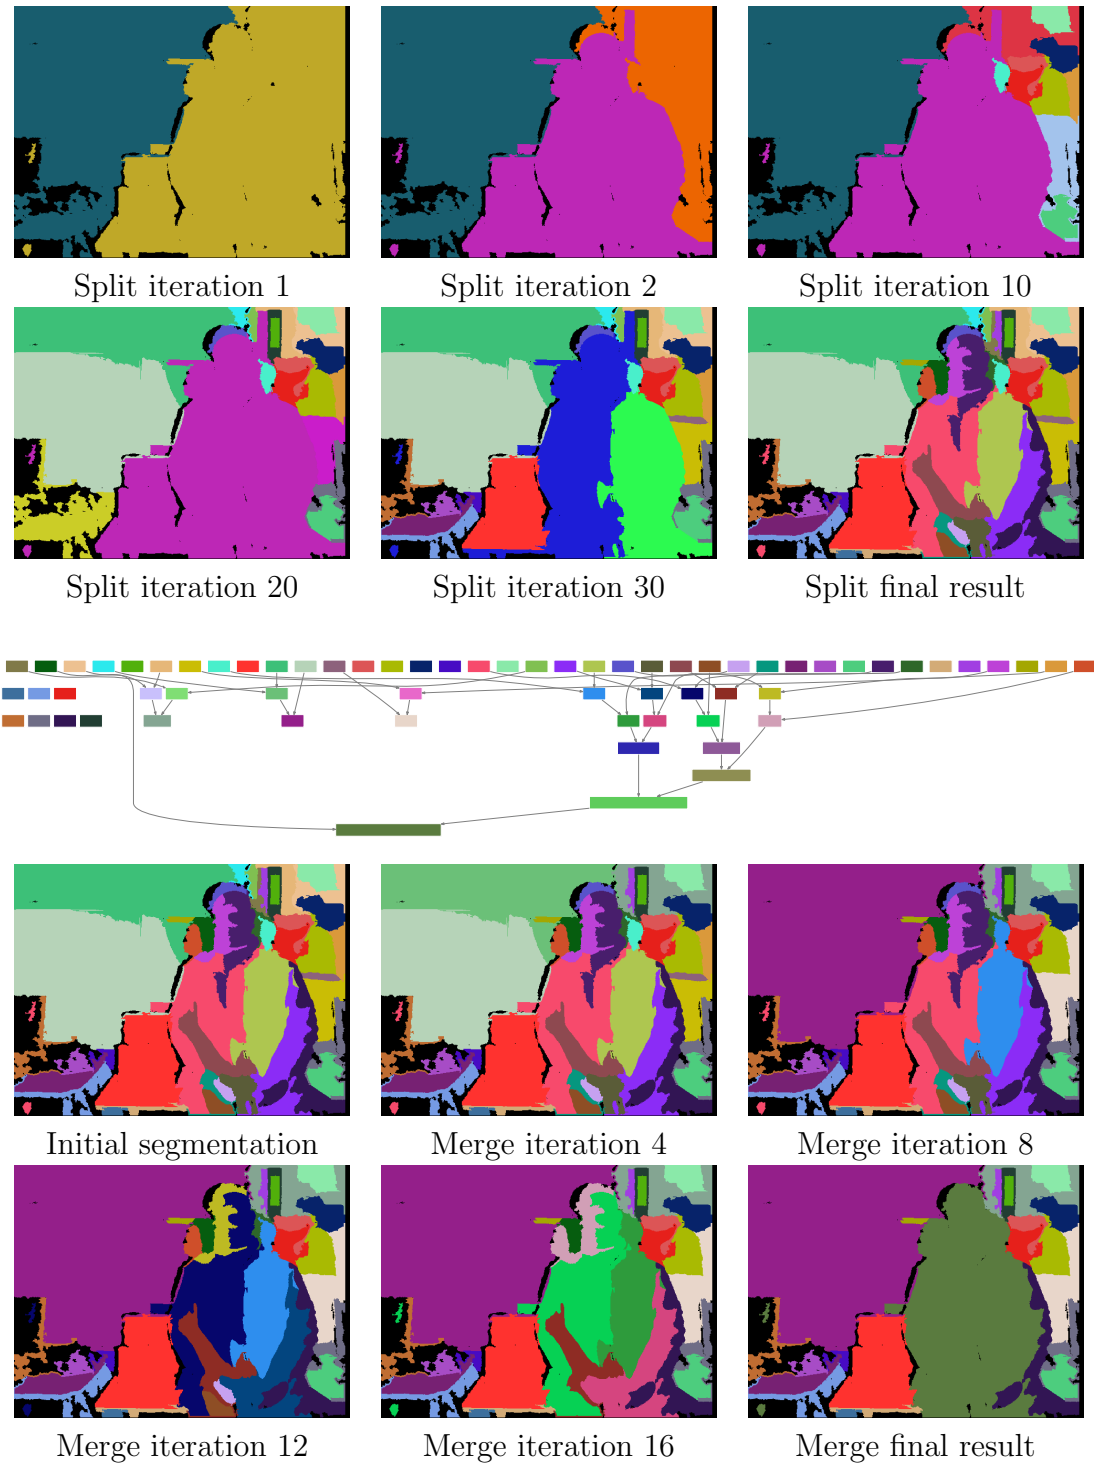 Split iteration 1
Split iteration 2
Split iteration 10
Split iteration 20
Split iteration 30
Split final result
Initial segmentation
Merge iteration 4
Merge iteration 8
Merge iteration 12
Merge iteration 16
Merge final result